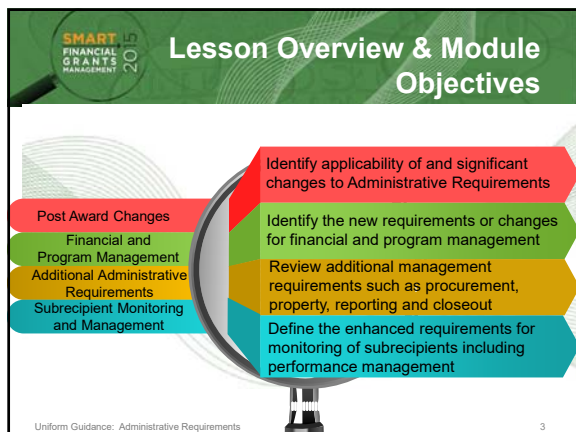 SMART
FINANCIAL
GRANTS
MANAGEMENT
2015
Lesson Overview & Module
Objectives
Post Award Changes
Financial and
Program Management
Additional Administrative
Requirements
Subrecipient Monitoring
and Management
Identify applicability of and significant
changes to Administrative Requirements
Identify the new requirements or changes
for financial and program management
Review additional management
requirements such as procurement,
property, reporting and closeout
Define the enhanced requirements for
monitoring of subrecipients including
performance management
Uniform Guidance: Administrative Requirements
3